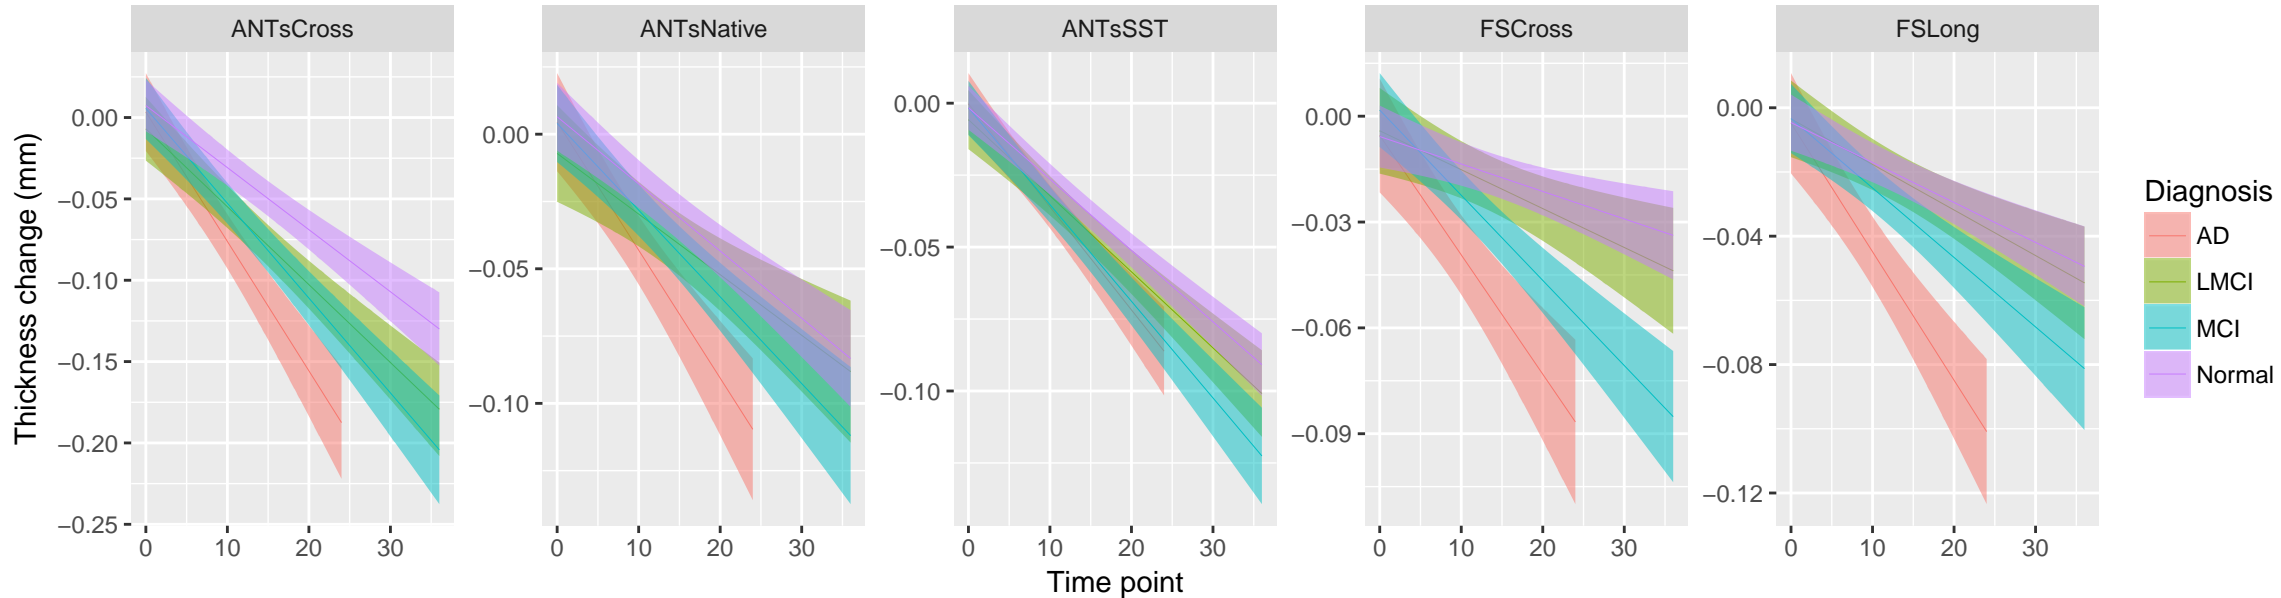 ANTsCross
ANTsNative
ANTsSST
FSCross
FSLong
Thickness change (mm)
0.00
−0.05
−0.10
−0.15
−0.20
−0.25
0 10 20 30
0.00
−0.05
−0.10
0 10 20 30
0.00
−0.05
−0.10
0 10 20 30
0.00
−0.03
−0.06
−0.09
0 10 20 30
0.00
−0.04
−0.08
−0.12
0 10 20 30
Time point
Diagnosis
AD
LMCI
MCI
Normal